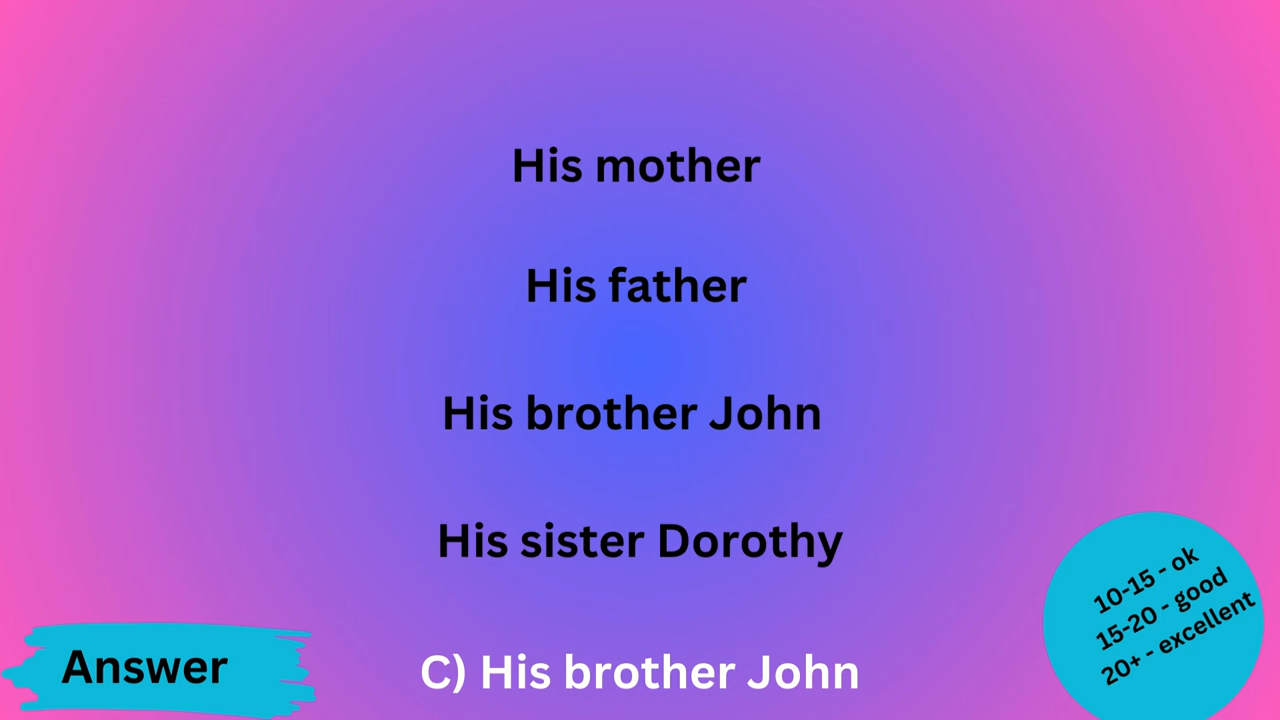 His mother
His father
His brother John
His sister Dorothy
10-15 - ok
15-20 - good
20+ - excellent
Answer
C) His brother John